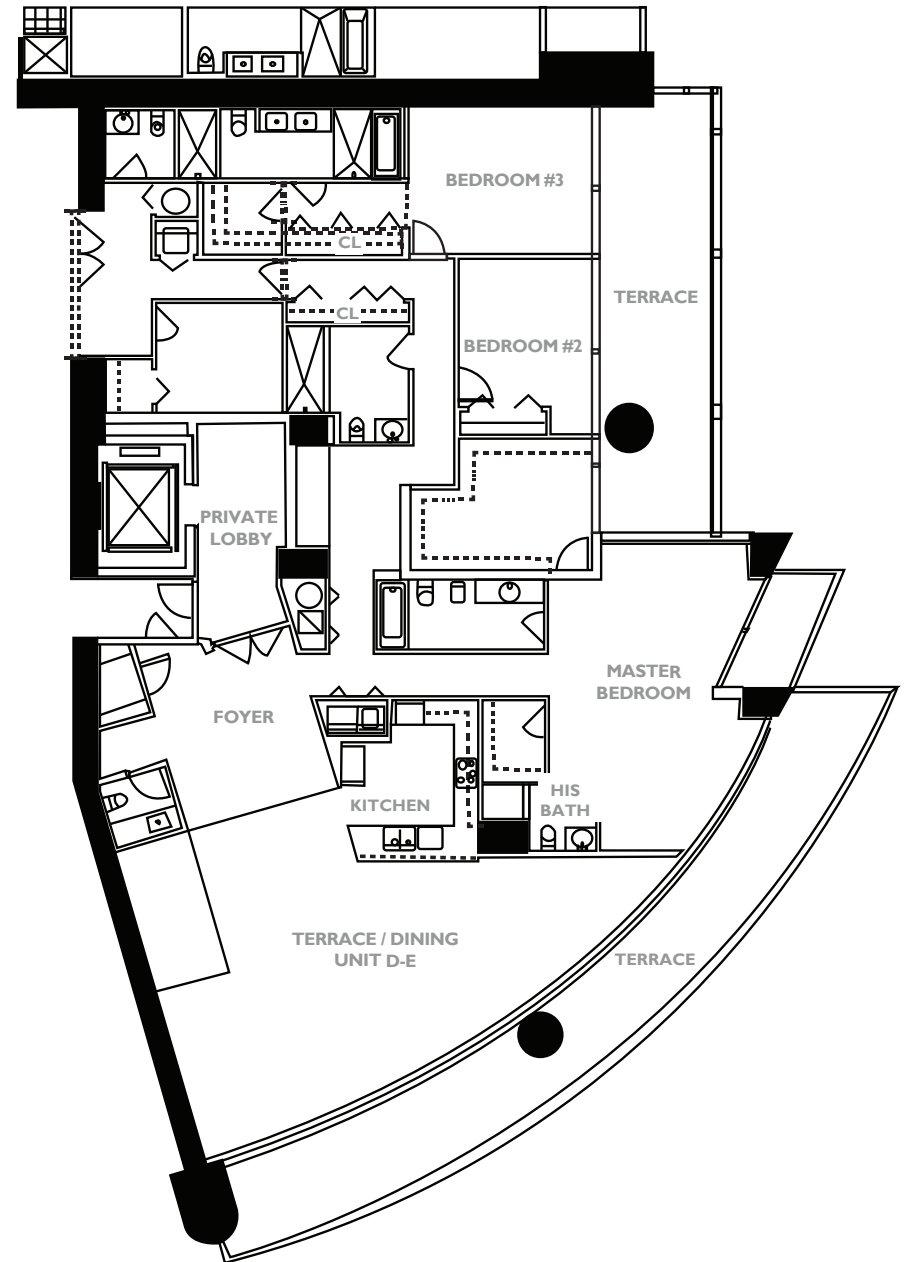 BEDROOM #3
CL
TERRACE
CL
BEDROOM #2
PRIVATE
LOBBY
MASTER
BEDROOM
FOYER
HIS
BATH
KITCHEN
TERRACE / DINING
UNIT D-E
TERRACE